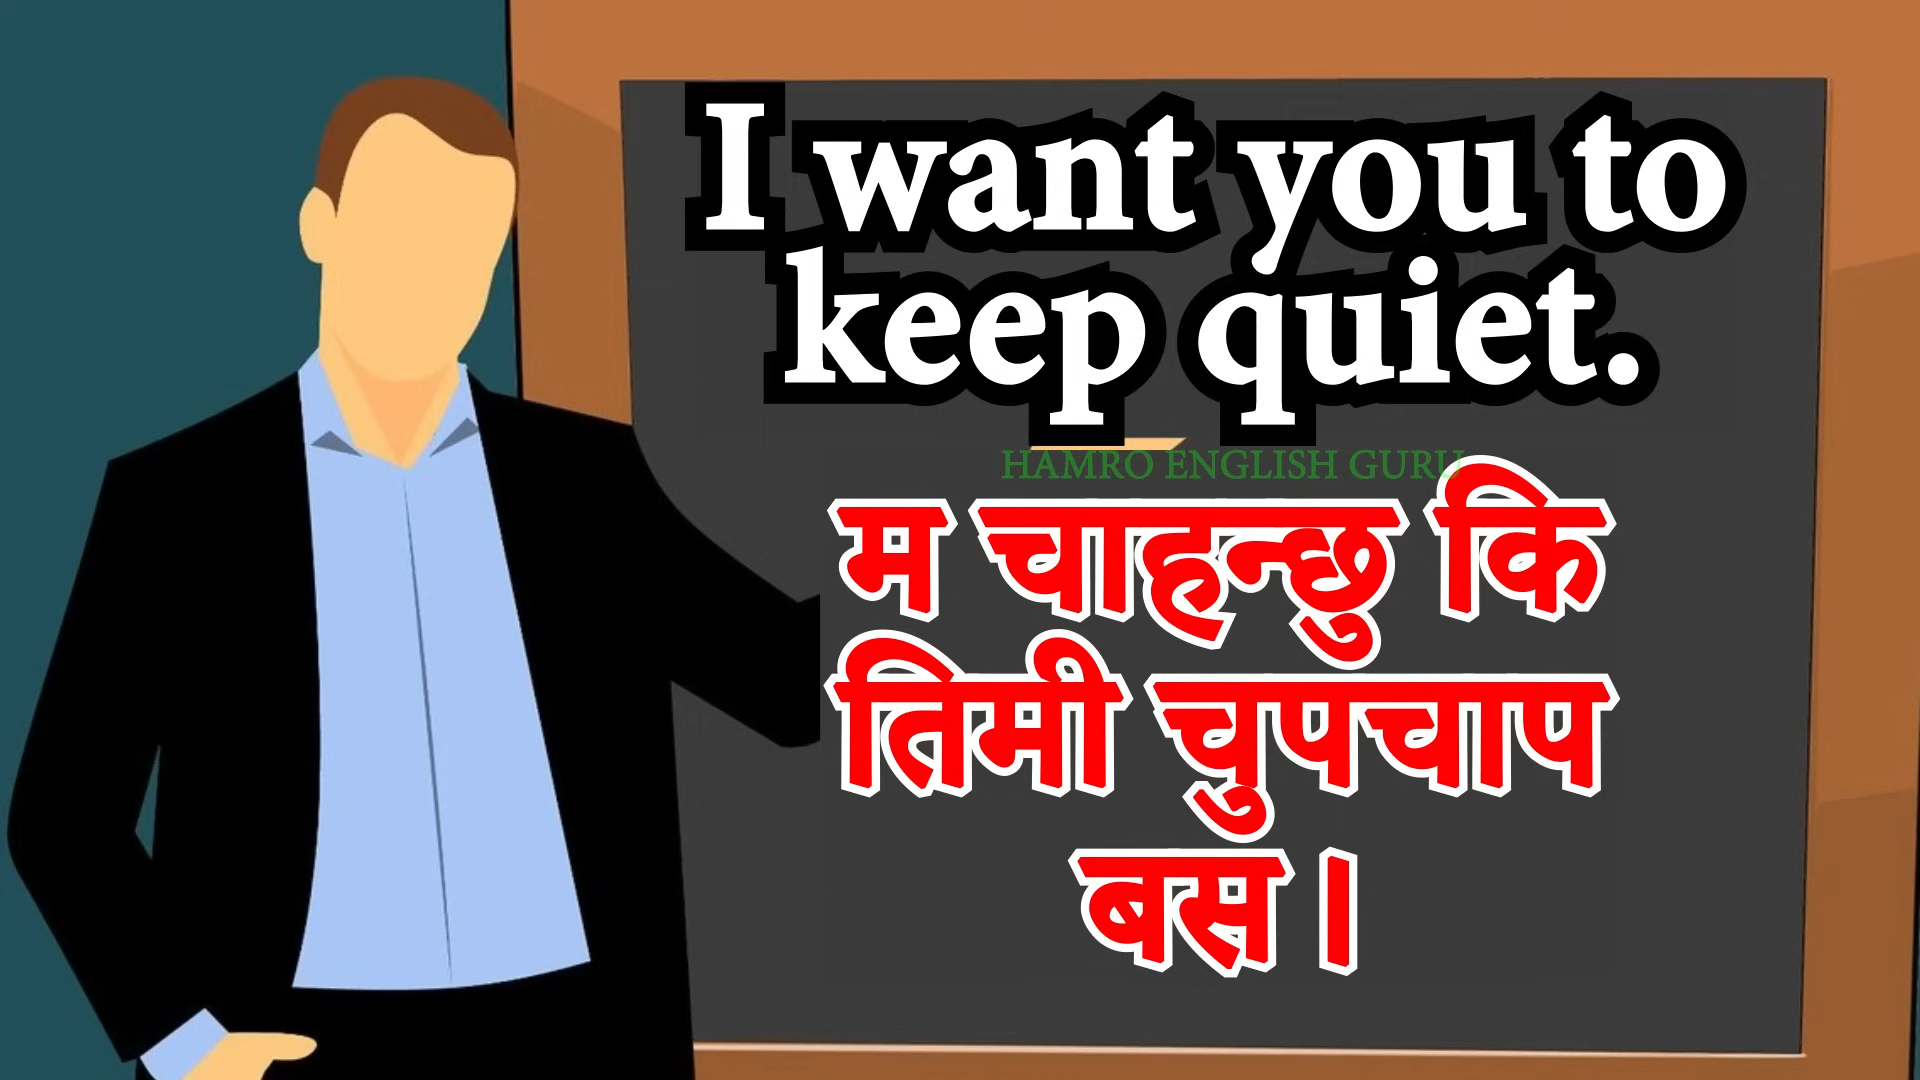 I want you to
keep quiet.
HAMRO ENGLISH GURU
म चाहन्छु कि
तिमी चुपचाप
बस ।